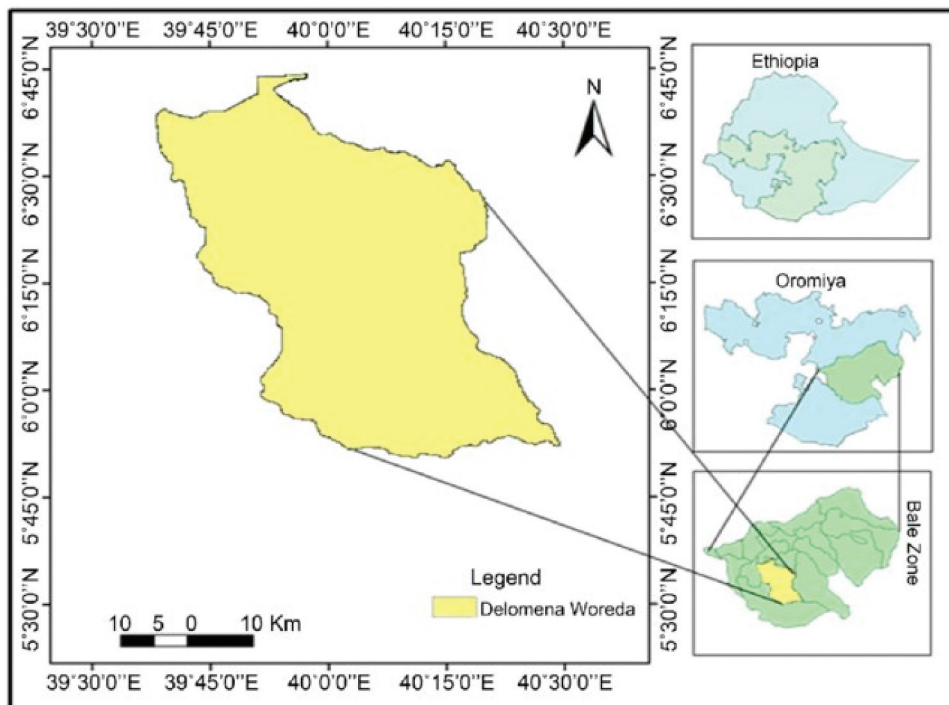 39°30'0"E 39°45'0"E 40°0'0"E 40°15'0"E 40°30'0"E
6°45'0"N
6°30'0"N
6°15'0"N
6°0'0"N
5°45'0"N
5°30'0"N
N
6°45'0"N
6°30'0"N
6°15'0"N
6°0'0"N
5°45'0"N
5°30'0"N
Legend
Delomena Woreda
10 5 0 10 Km
39°30'0"E 39°45'0"E 40°0'0"E 40°15'0"E 40°30'0"E
Ethiopia
Oromiya
Bale Zone